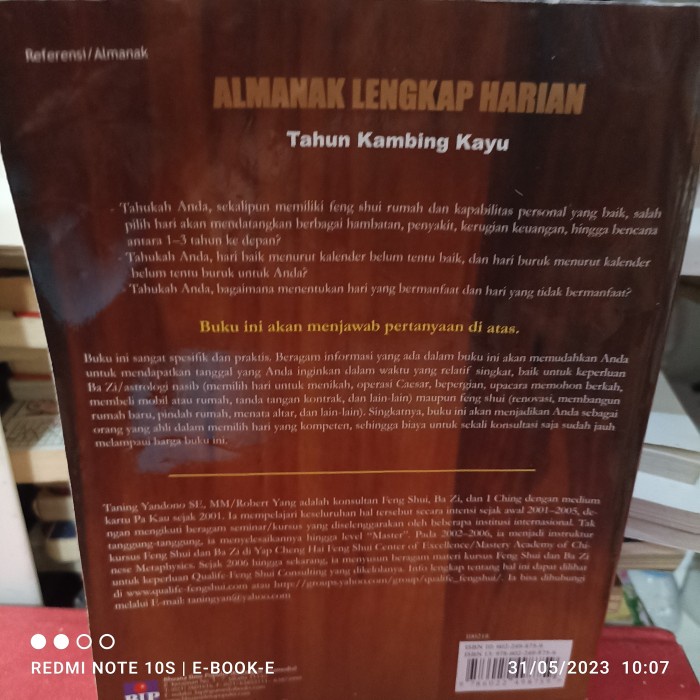 Referensi/Almanak
ALMANAK LENGKAP HARIAN
Tahun Kambing Kayu
- Tahukah Anda, sekalipun memiliki feng shui rumah dan kapabilitas personal yang baik, salah
pilih hari akan mendatangkan berbagai hambatan, penyakit, kerugian keuangan, hingga bencana
antara 1–3 tahun ke depan?
- Tahukah Anda, hari baik menurut kalender belum tentu baik, dan hari buruk menurut kalender
belum tentu buruk untuk Anda?
- Tahukah Anda, bagaimana menentukan hari yang bermanfaat dan hari yang tidak bermanfaat?
Buku ini akan menjawab pertanyaan di atas.
Buku ini sangat spesifik dan praktis. Beragam informasi yang ada dalam buku ini akan memudahkan Anda
untuk mendapatkan tanggal yang Anda inginkan dalam waktu yang relatif singkat, baik untuk keperluan
Ba Zi/astrologi nasib (memilih hari untuk menikah, operasi Caesar, bepergian, upacara memohon berkah,
membeli mobil atau rumah, tanda tangan kontrak, dan lain-lain) maupun feng shui (renovasi, membangun
rumah baru, pindah rumah, menata altar, dan lain-lain). Singkatnya, buku ini akan menjadikan Anda sebagai
orang yang ahli dalam memilih hari yang kompeten, sehingga biaya untuk sekali konsultasi saja sudah jauh
melampaui harga buku ini.
Taning Yandono SE, MM/Robert Yang adalah konsultan Feng Shui, Ba Zi, dan I Ching dengan medium
kartu Pa Kau sejak 2001. Ia mempelajari keseluruhan hal tersebut secara intensi sejak awal 2001–2005, de-
ngan mengikuti beragam seminar/kursus yang diselenggarakan oleh beberapa institusi internasional. Tak
tanggung-tanggung, ia menyelesaikannya hingga level "Master". Pada 2002–2006, ia menjadi instruktur
kursus Feng Shui dan Ba Zi di Yap Cheng Hai Feng Shui Center of Excellence/Mastery Academy of Chi-
nese Metaphysics. Sejak 2006 hingga sekarang, ia menyusun beragam materi kursus Feng Shui dan Ba Zi
untuk keperluan Qualife Feng Shui Consulting yang dikelolanya. Info lengkap tentang hal ini dapat dilihat
di www.qualife-fengshui.com atau http://groups.yahoo.com/group/qualife_fengshui/. Ia bisa dihubungi
melalui E-mail: taningyan@yahoo.com
BIP
REDMI NOTE 10S | E-BOOK-E
31/05/2023 10:07